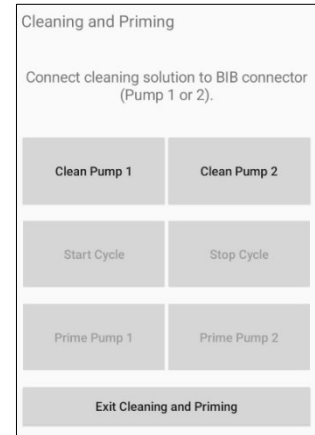 Cleaning and Priming
Connect cleaning solution to BIB connector
(Pump 1 or 2).
Clean Pump 1 Clean Pump 2
Start Cycle Stop Cycle
Prime Pump 1 Prime Pump 2
Exit Cleaning and Priming